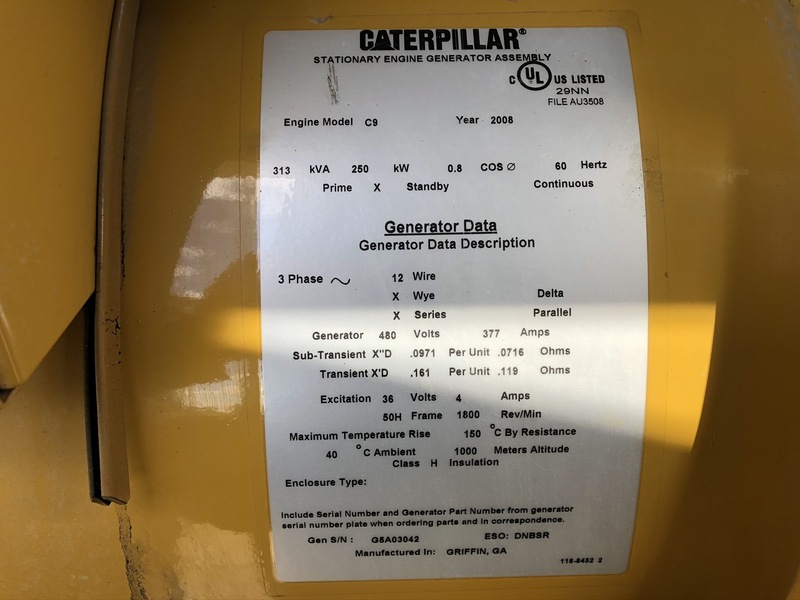 CATERPILLAR®
STATIONARY ENGINE GENERATOR ASSEMBLY
C UL US LISTED
29NN
FILE AU3508
Engine Model C9 Year 2008
313 kVA 250 kW 0.8 COS Ø 60 Hertz
Prime X Standby Continuous
Generator Data
Generator Data Description
3 Phase ~ 12 Wire
X Wye Delta
X Series Parallel
Generator 480 Volts 377 Amps
Sub-Transient X"D .0971 Per Unit .0716 Ohms
Transient X'D .161 Per Unit .119 Ohms
Excitation 36 Volts 4 Amps
50H Frame 1800 Rev/Min
Maximum Temperature Rise 150 °C By Resistance
40 °C Ambient 1000 Meters Altitude
Class H Insulation
Enclosure Type:
Include Serial Number and Generator Part Number from generator
serial number plate when ordering parts and in correspondence.
Gen S/N : G5A03042 ESO: DNBSR
Manufactured In: GRIFFIN, GA
118-8452 2